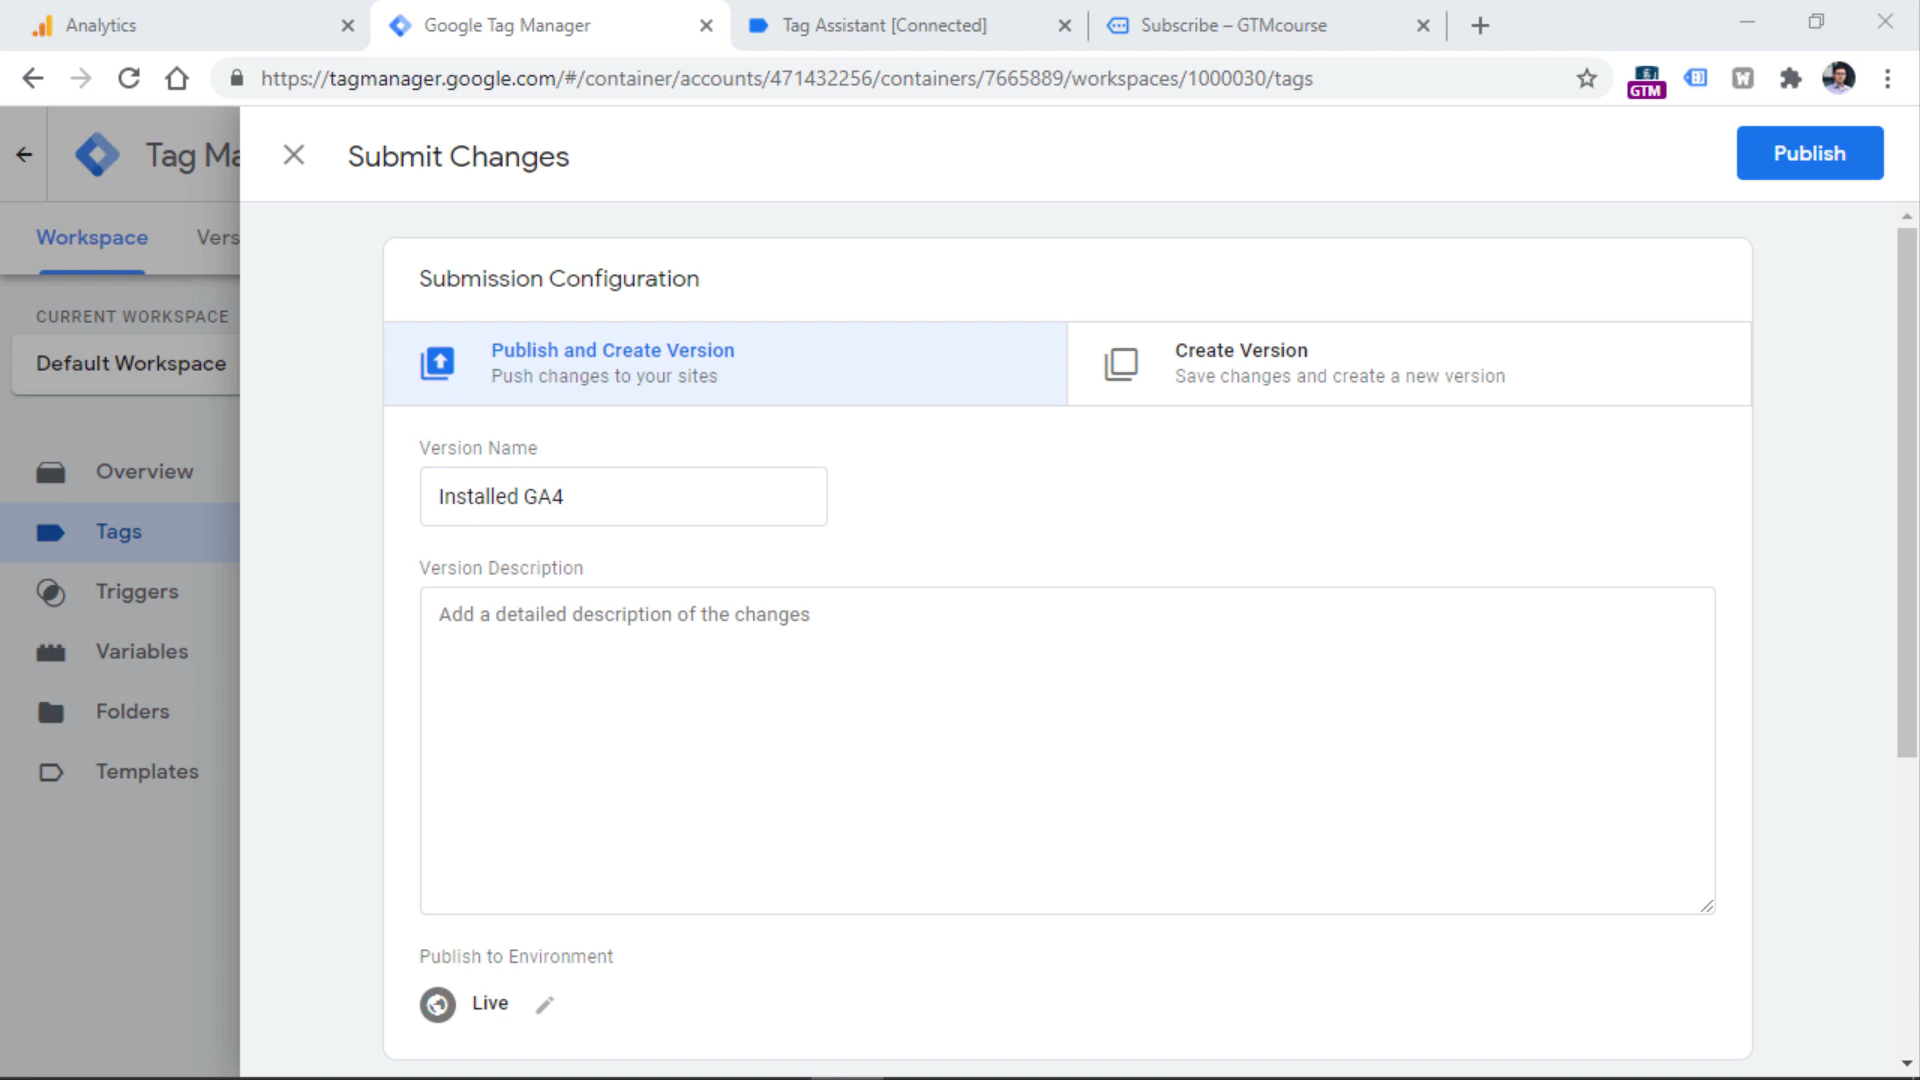 Analytics
Google Tag Manager
Tag Assistant [Connected]
Subscribe – GTMcourse
https://tagmanager.google.com/#/container/accounts/471432256/containers/7665889/workspaces/1000030/tags
GTM
W
Tag Ma
Submit Changes
Publish
Workspace
Vers
Submission Configuration
CURRENT WORKSPACE
Default Workspace
Publish and Create Version
Push changes to your sites
Create Version
Save changes and create a new version
Version Name
Installed GA4
Overview
Tags
Triggers
Variables
Folders
Templates
Version Description
Add a detailed description of the changes
Publish to Environment
Live